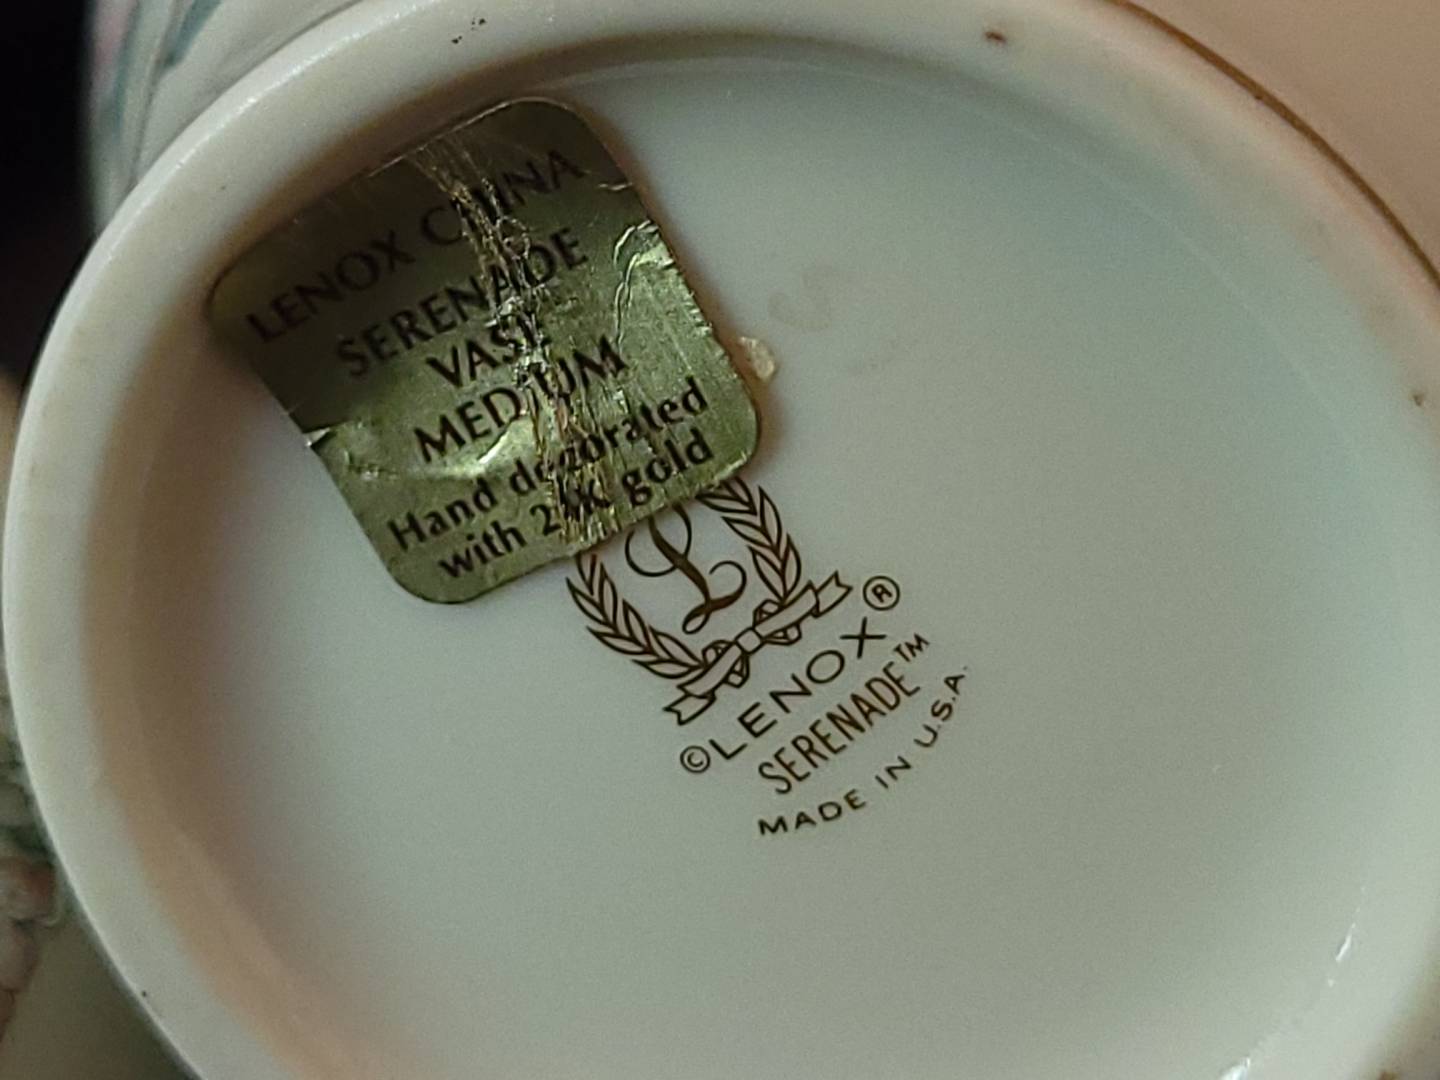 LENOX CHINA
SERENADE
VASE
MEDIUM
Hand decorated
with 24K gold
L
®
©LENOX
SERENADE™
MADE IN U.S.A.